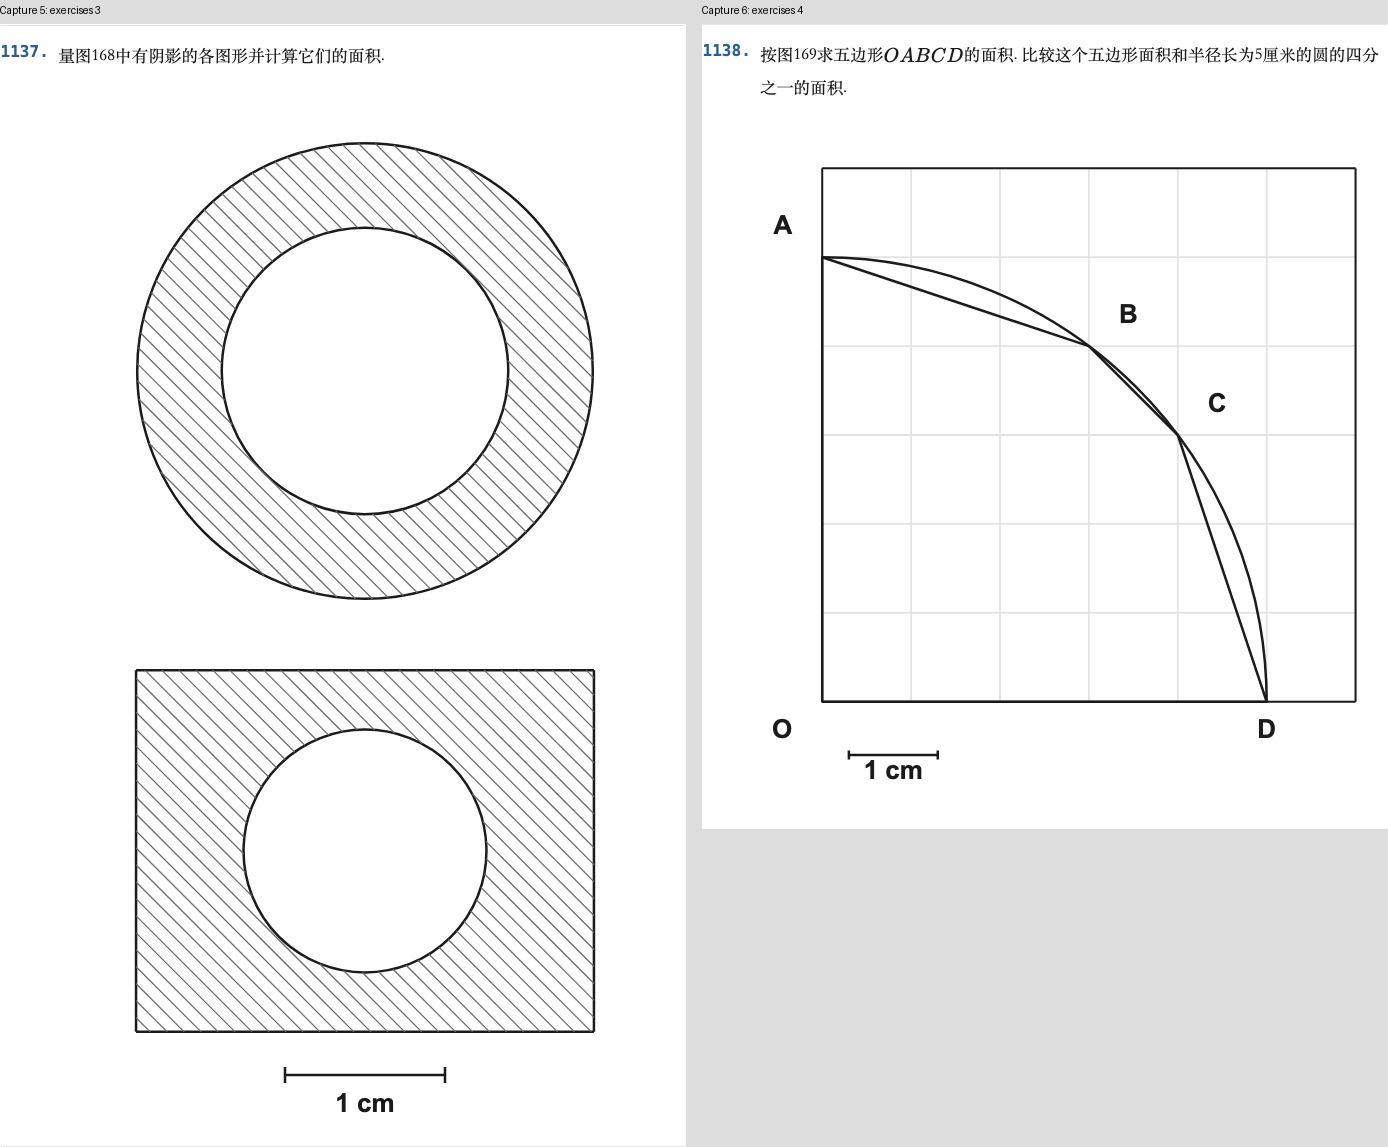 Capture 5: exercises 3
1137. 量图168中有阴影的各图形并计算它们的面积.
1 cm
Capture 6: exercises 4
1138. 按图169求五边形OABCD的面积. 比较这个五边形面积和半径长为5厘米的圆的四分
之一的面积.
A
B
C
O
D
1 cm